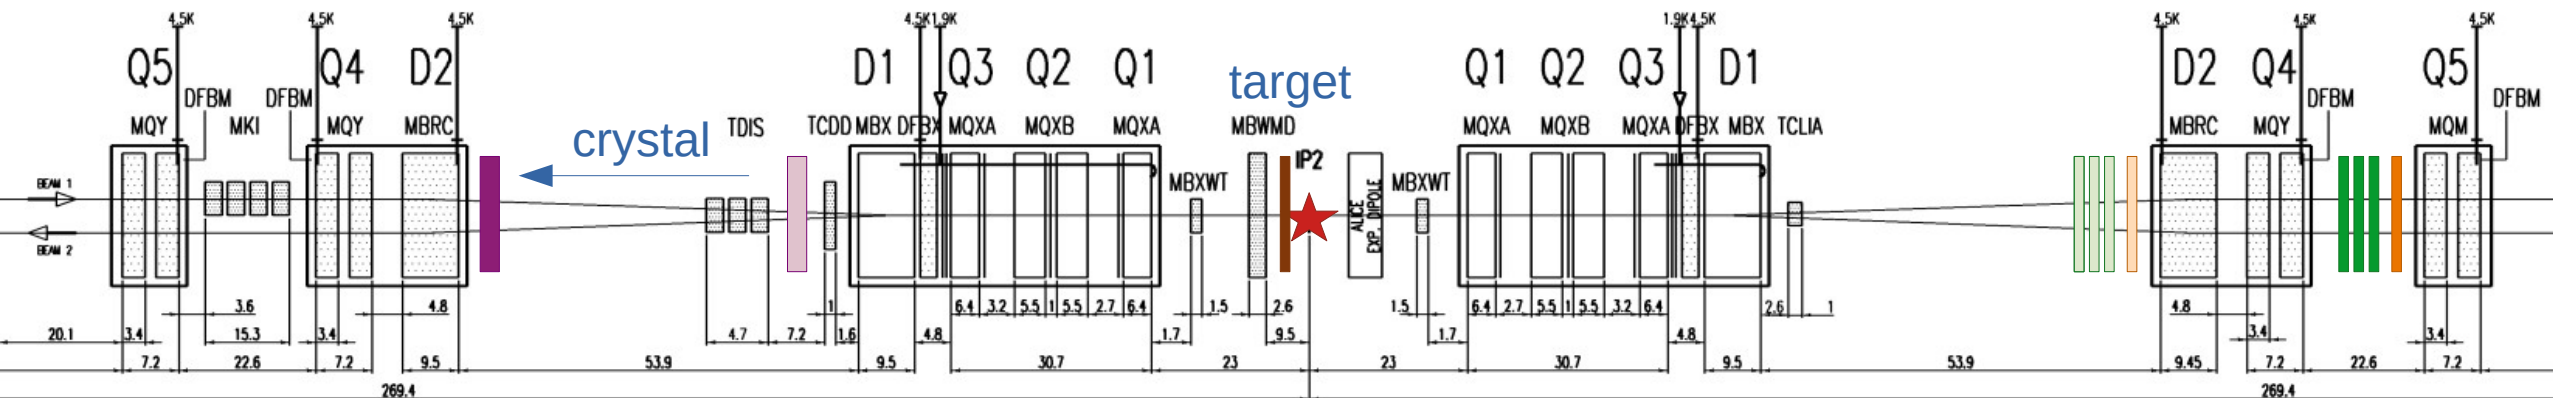 4.5K 4.5K 4.5K 4.5K 1.9K 1.9K 4.5K 4.5K 4.5K 4.5K
Q5 Q4 D2 D1 Q3 Q2 Q1 target Q1 Q2 Q3 D1 D2 Q4 Q5
DFBM DFBM DFBM DFBM
MQY MKI MQY MBRC crystal TDIS TCDD MBX DFBX MQXA MQXB MQXA MBWMD MQXA MQXB MQXA DFBX MBX TCLIA MBRC MQY MQM
IP2
BEAM 1 MBXWT MBXWT
ALICE
EXP. DIPOLE
BEAM 2
3.6 4.8 1 6.4 3.2 5.5 1 5.5 2.7 6.4 1.5 2.6 1.5 6.4 2.7 5.5 1 5.5 3.2 6.4 2.6 1 4.8
20.1 3.4 15.3 3.4 4.7 7.2 1.6 4.8 1.7 9.5 1.7 4.8 3.4 3.4
7.2 22.6 7.2 9.5 53.9 9.5 30.7 23 23 30.7 9.5 53.9 9.45 7.2 22.6 7.2
269.4 269.4